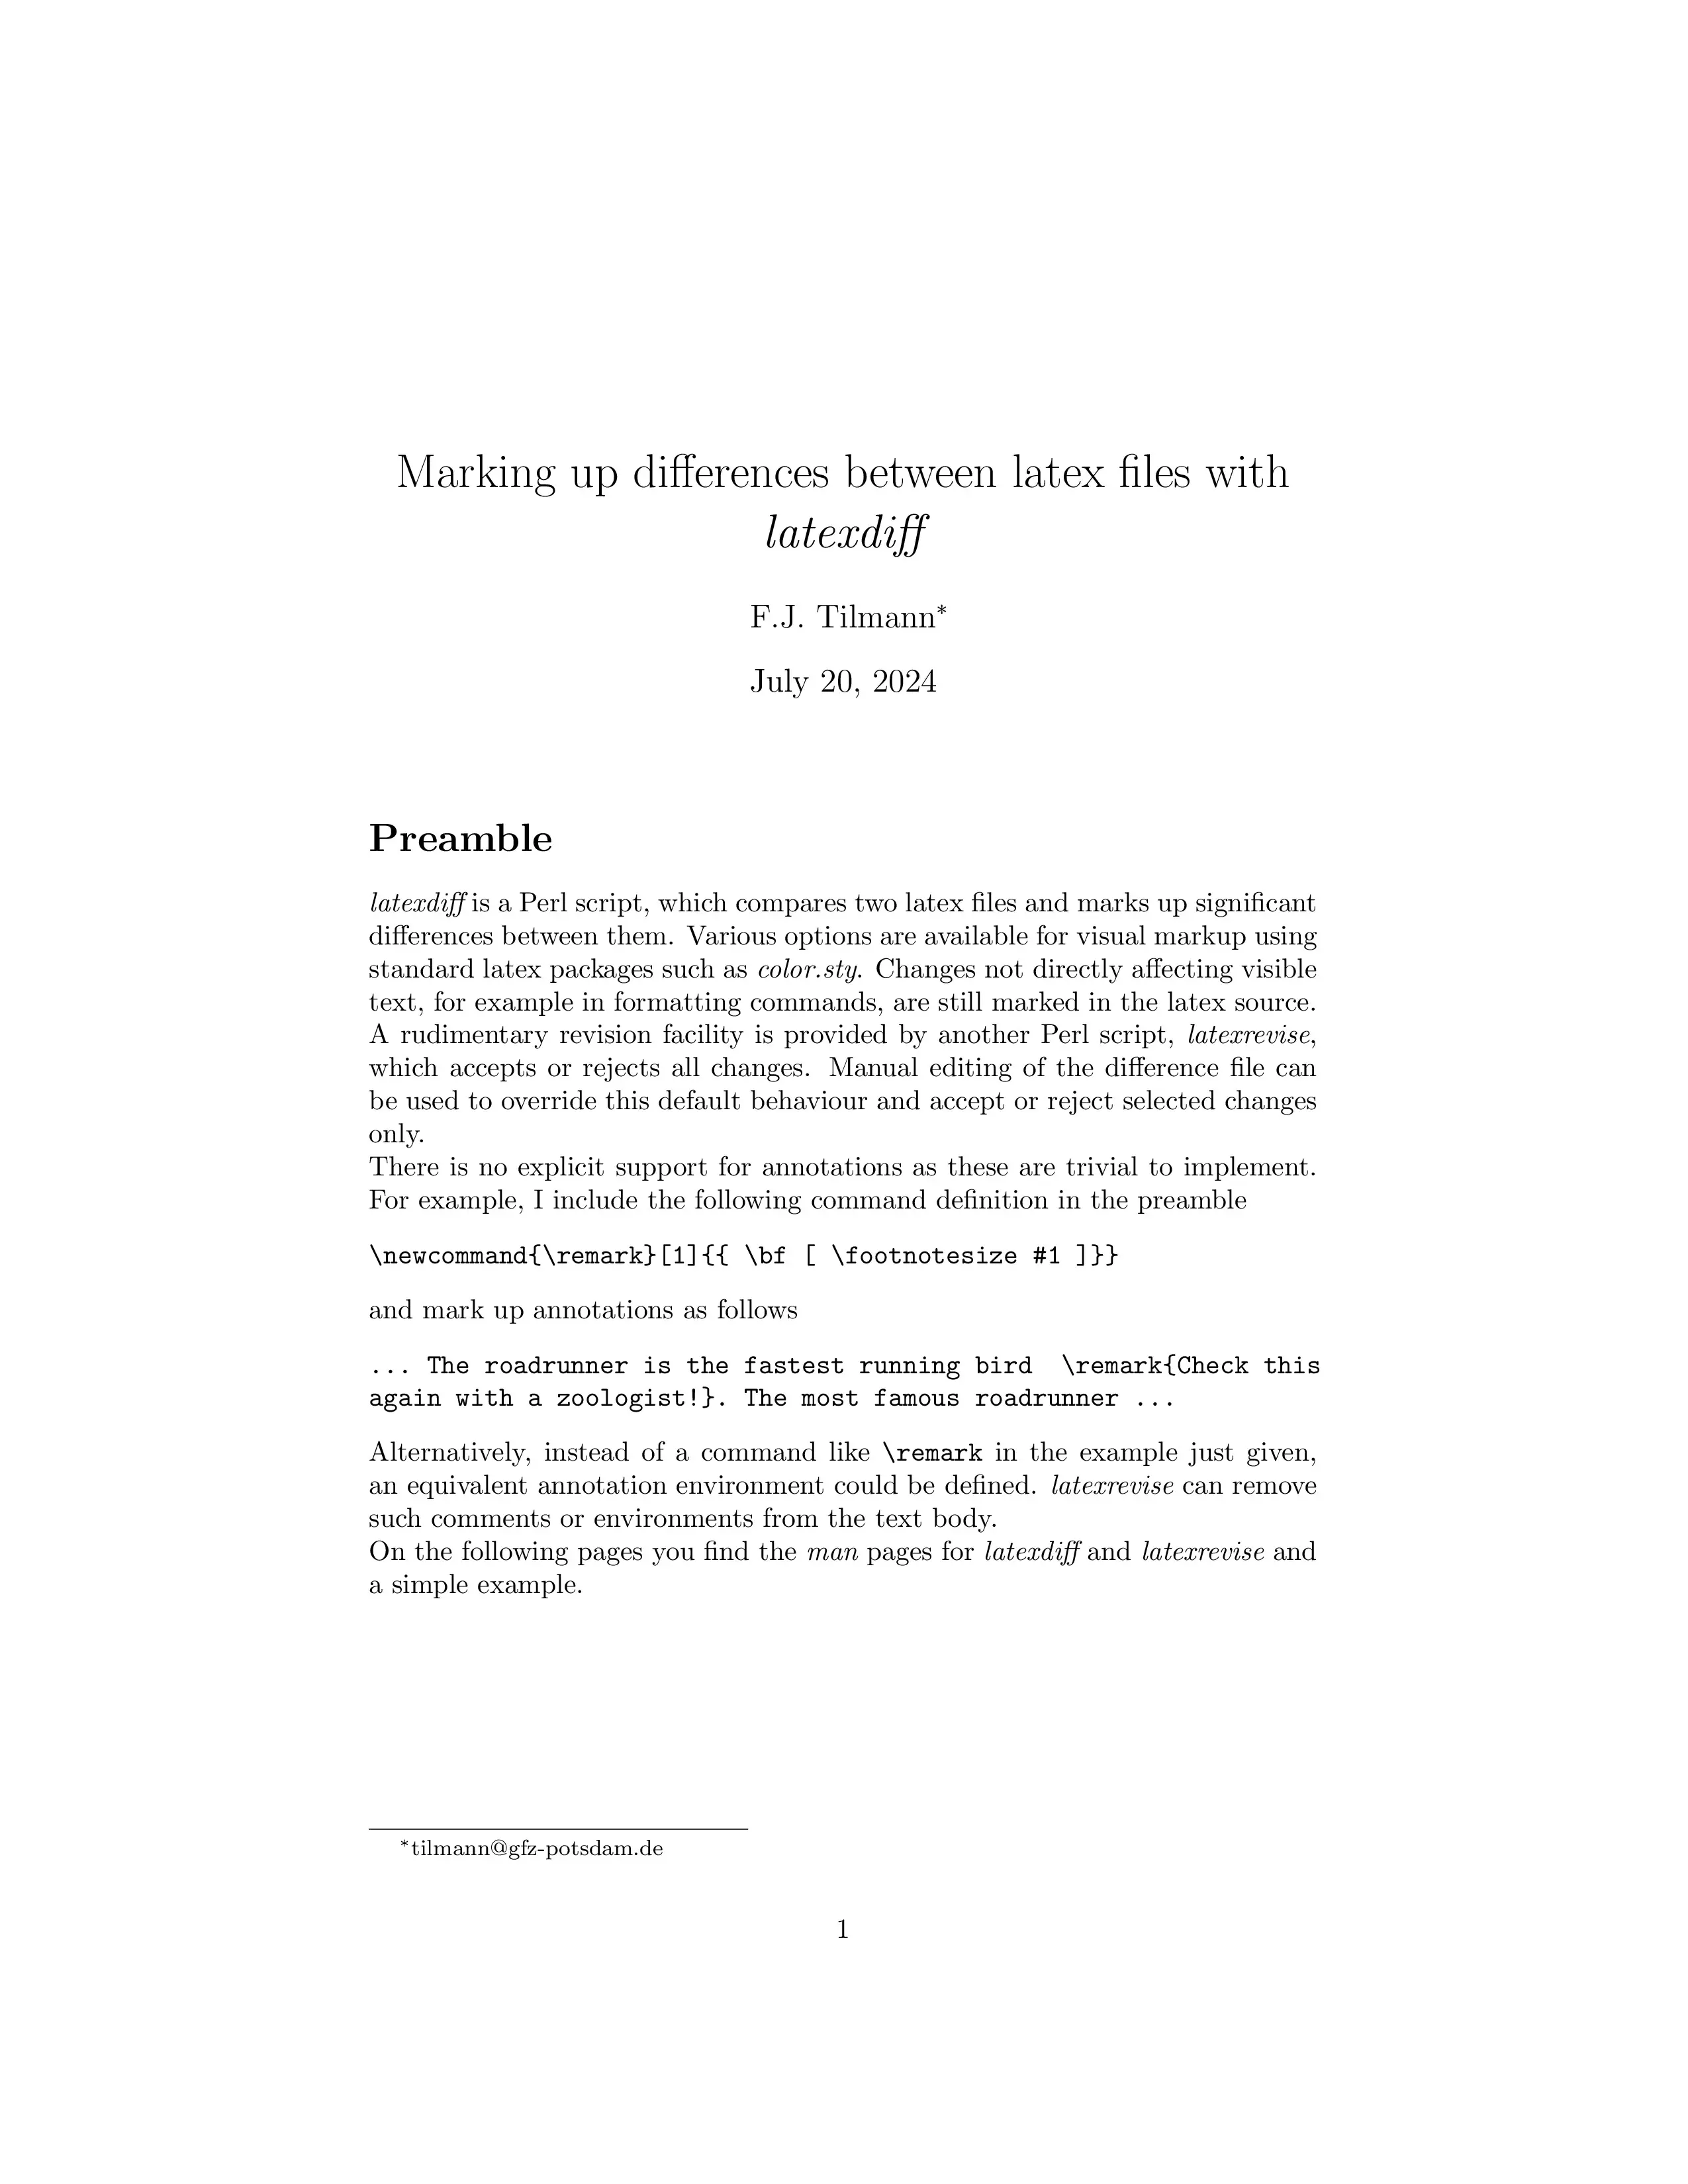 Marking up differences between latex files with
latexdiff
F.J. Tilmann*
July 20, 2024
Preamble
latexdiff is a Perl script, which compares two latex files and marks up significant
differences between them. Various options are available for visual markup using
standard latex packages such as color.sty. Changes not directly affecting visible
text, for example in formatting commands, are still marked in the latex source.
A rudimentary revision facility is provided by another Perl script, latexrevise,
which accepts or rejects all changes. Manual editing of the difference file can
be used to override this default behaviour and accept or reject selected changes
only.
There is no explicit support for annotations as these are trivial to implement.
For example, I include the following command definition in the preamble
\newcommand{\remark}[1]{{ \bf [ \footnotesize #1 ]}}
and mark up annotations as follows
... The roadrunner is the fastest running bird  \remark{Check this
again with a zoologist!}. The most famous roadrunner ...
Alternatively, instead of a command like \remark in the example just given,
an equivalent annotation environment could be defined. latexrevise can remove
such comments or environments from the text body.
On the following pages you find the man pages for latexdiff and latexrevise and
a simple example.
*tilmann@gfz-potsdam.de
1